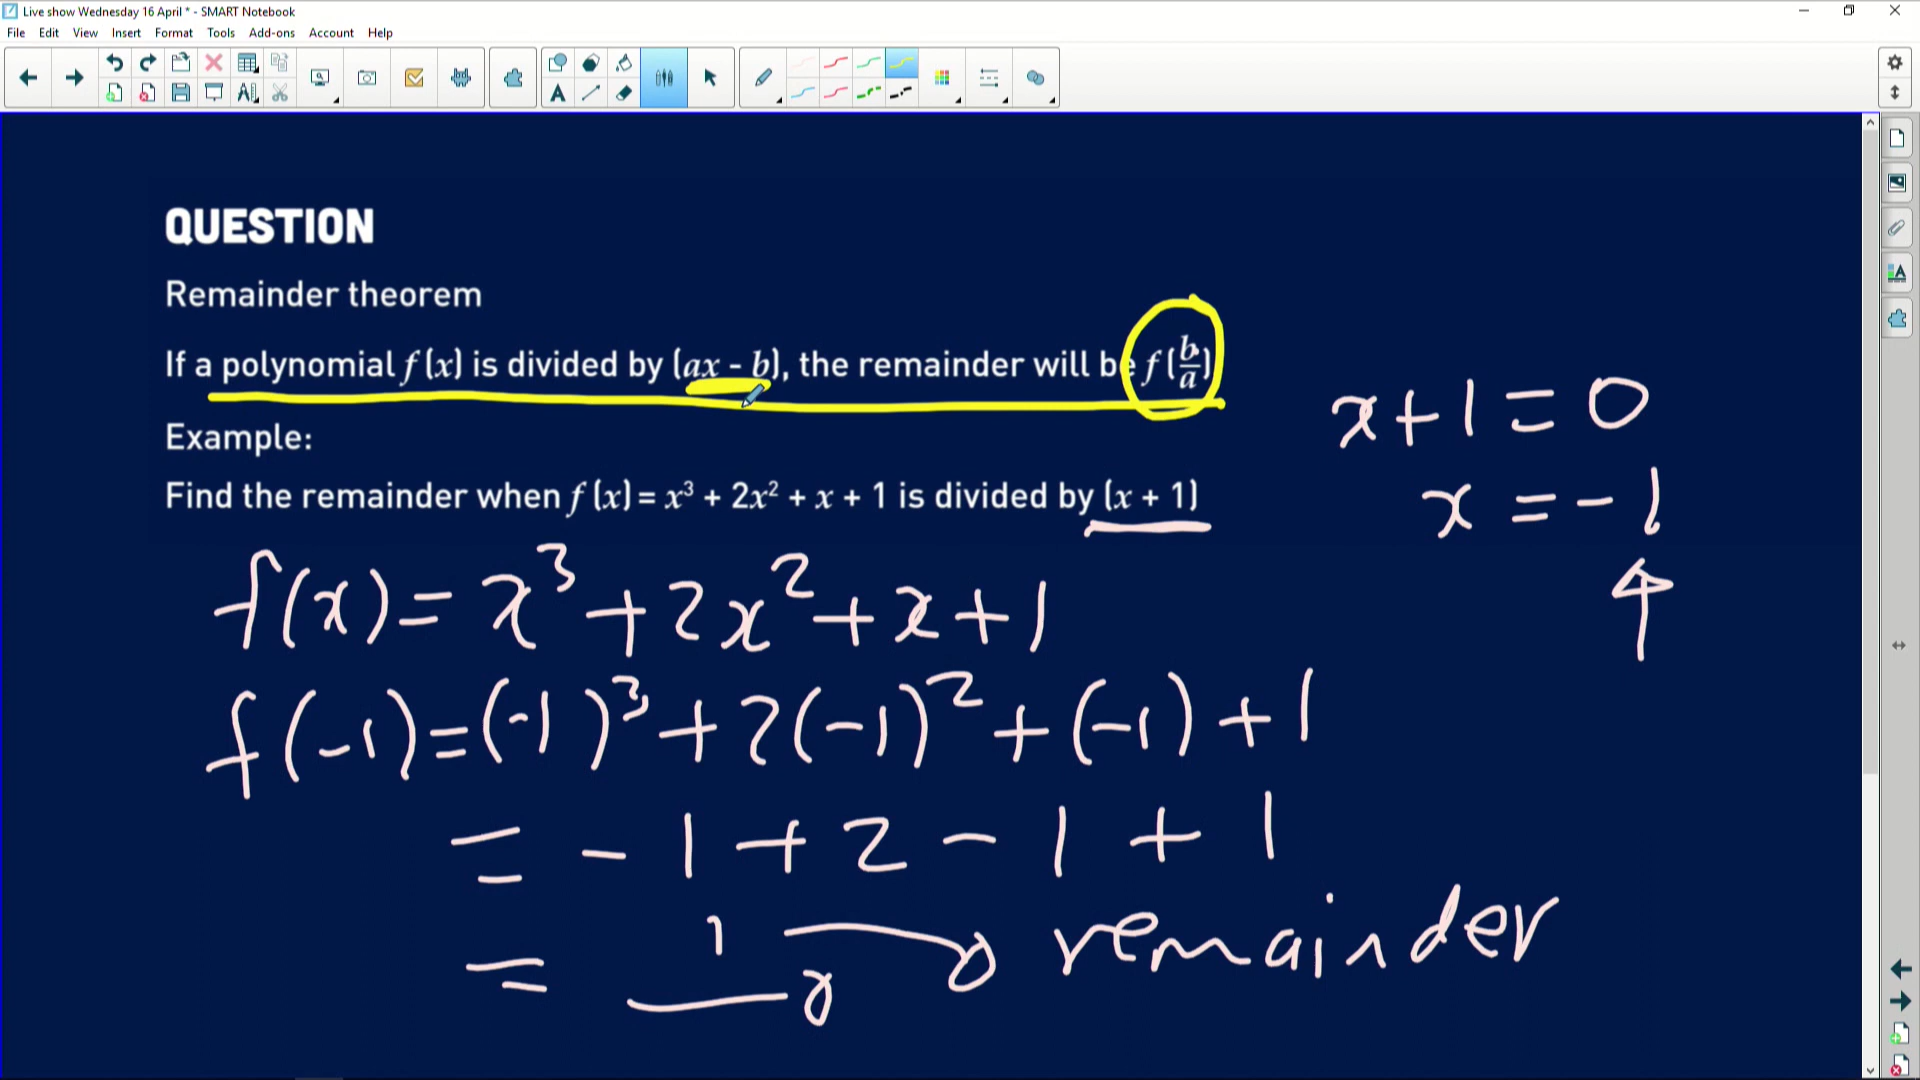 Live show Wednesday 16 April * - SMART Notebook
File Edit View Insert Format Tools Add-ons Account Help
QUESTION
Remainder theorem
If a polynomial f (x) is divided by (ax - b), the remainder will be f (b/a)
Example:
Find the remainder when f (x) = x³ + 2x² + x + 1 is divided by (x + 1)
x+1=0
x = -1
f(x) = x³ + 2x² + x + 1
f(-1) = (-1)³ + 2(-1)² + (-1) + 1
= -1 + 2 - 1 + 1
= 1 remainder